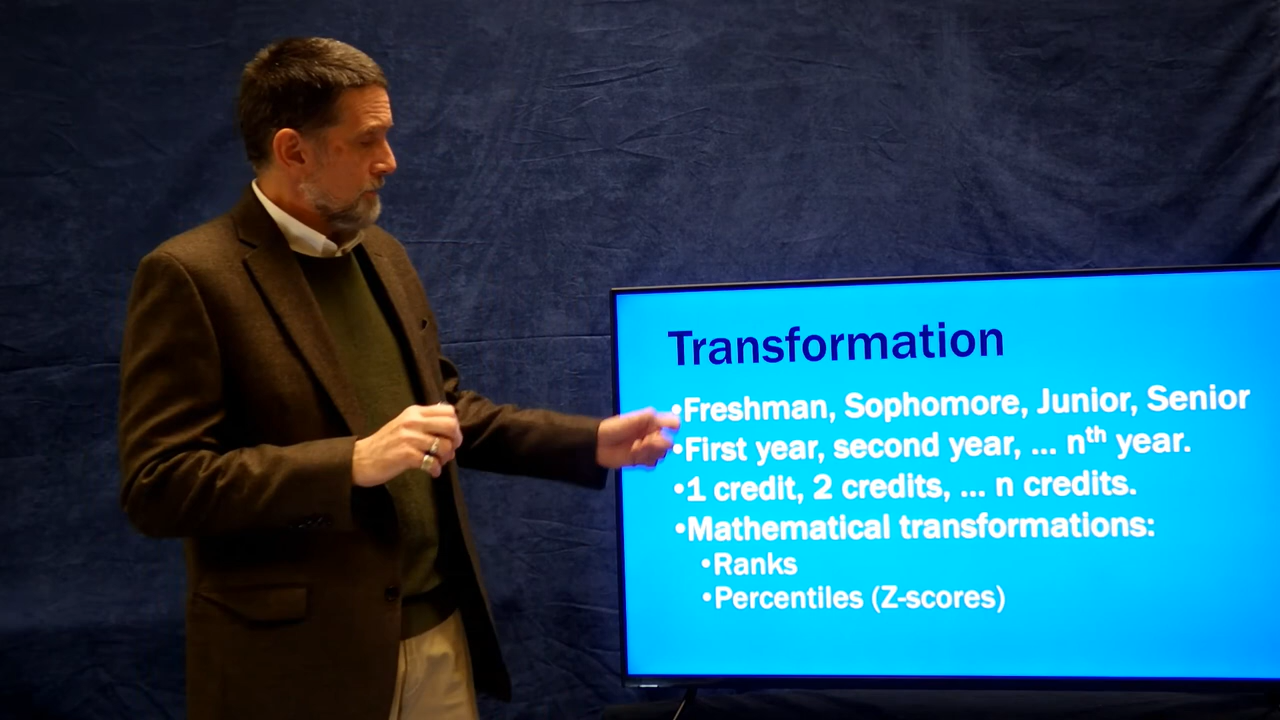 Transformation
•Freshman, Sophomore, Junior, Senior
•First year, second year, ... nth year.
•1 credit, 2 credits, ... n credits.
•Mathematical transformations:
•Ranks
•Percentiles (Z-scores)